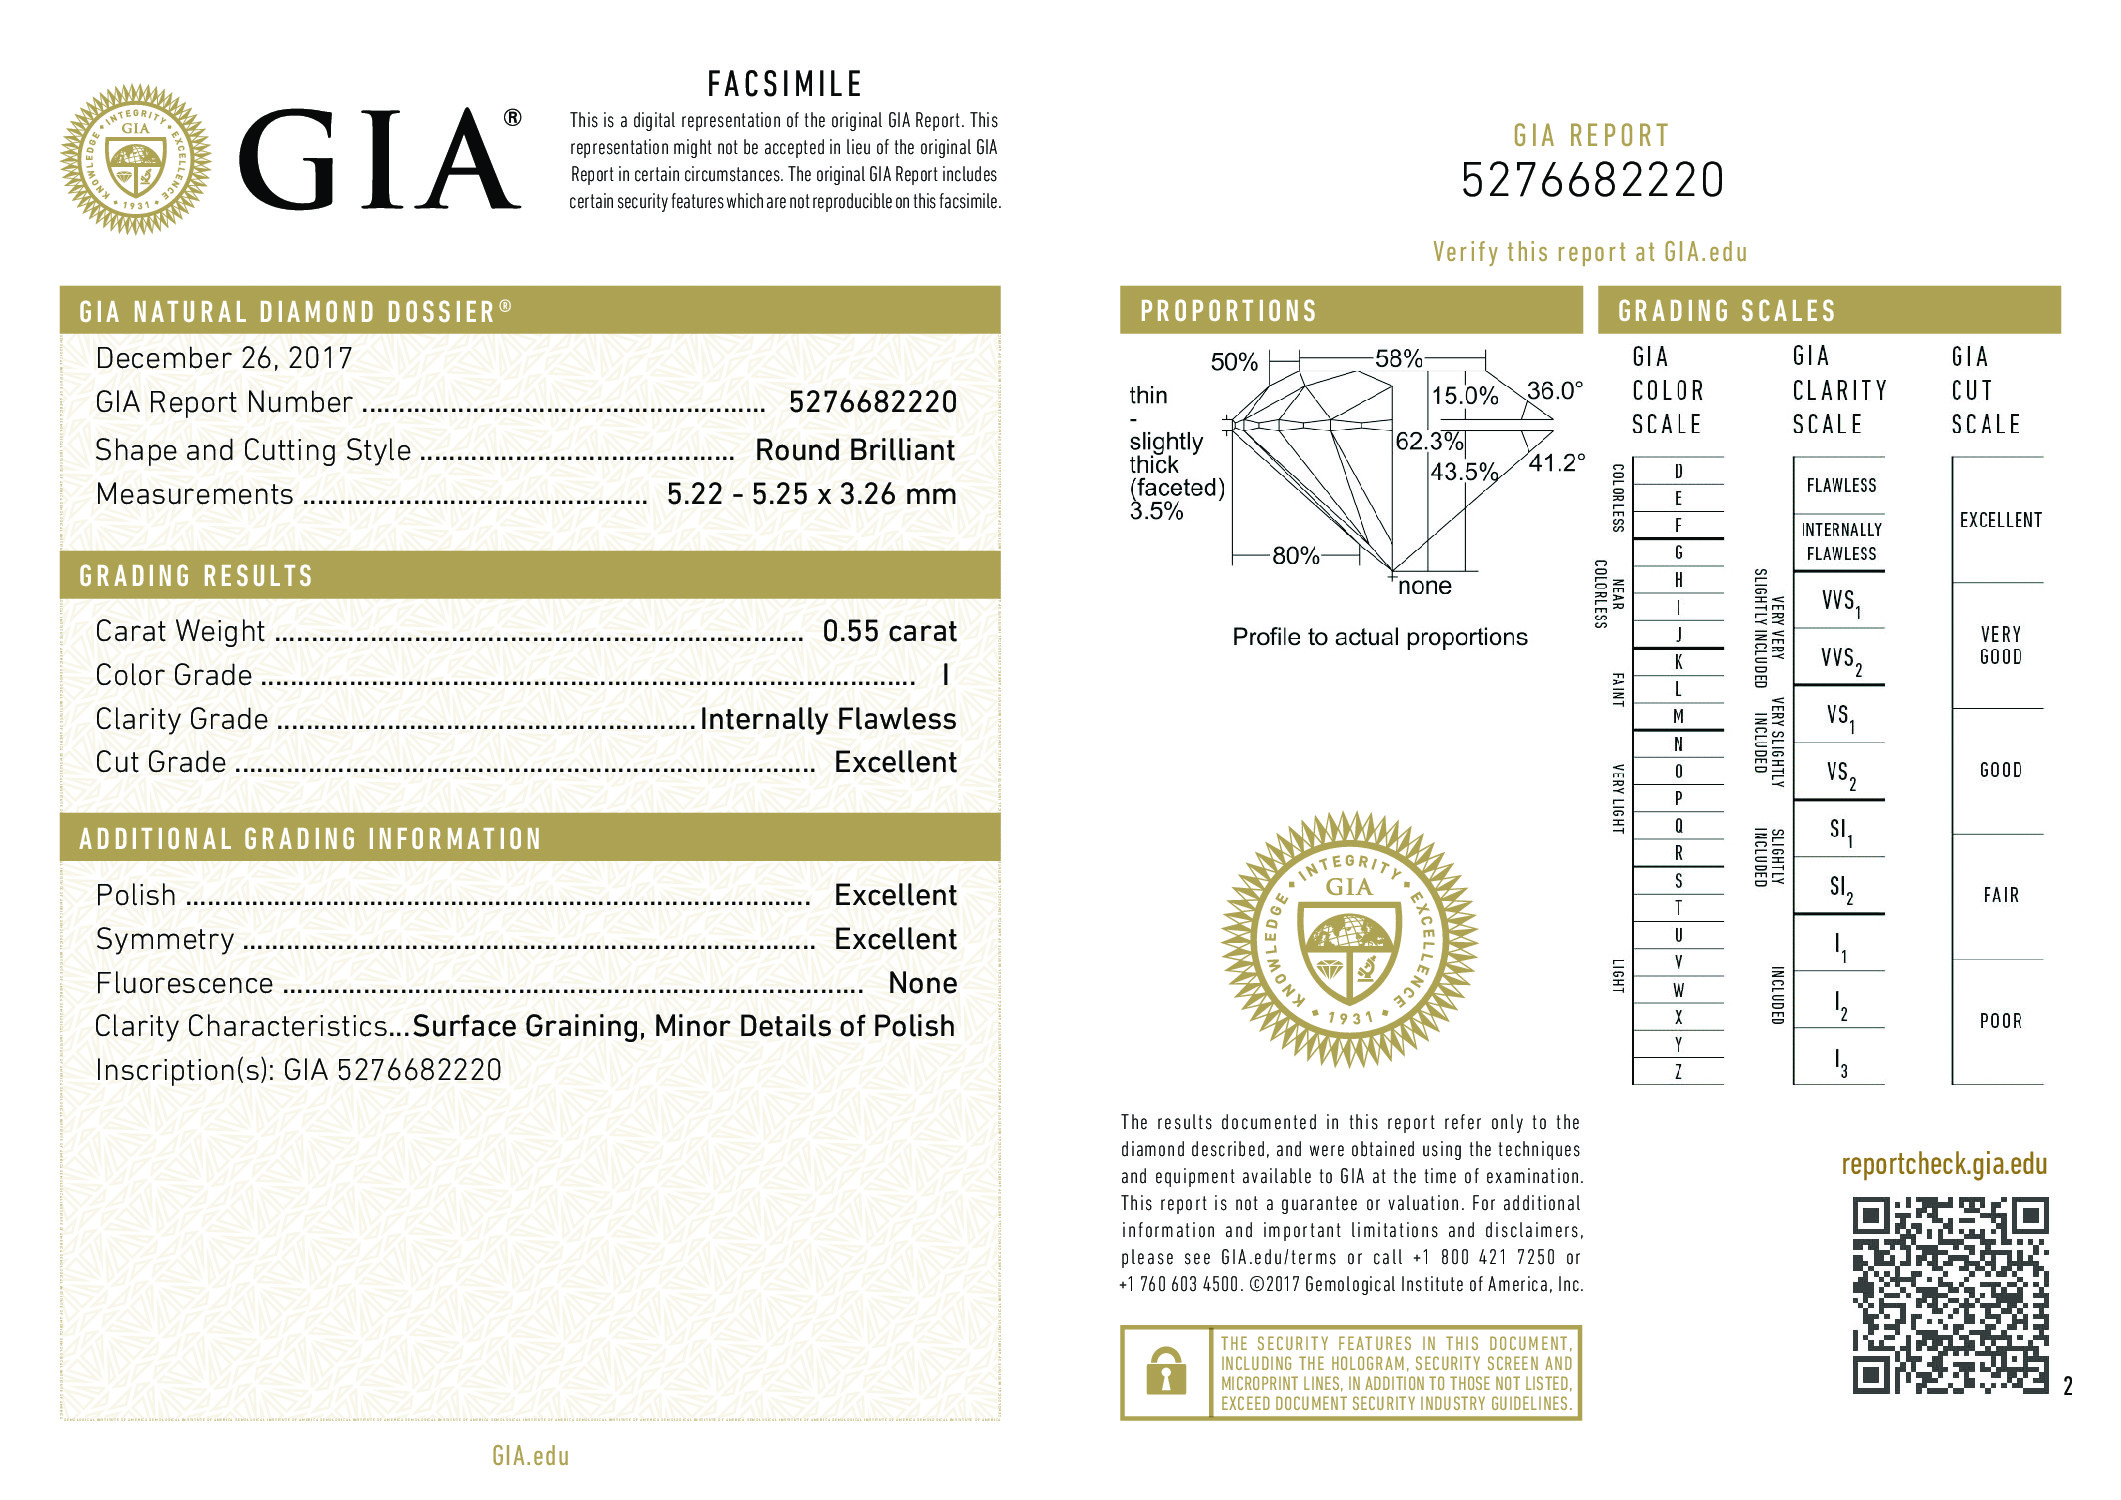 FACSIMILE
This is a digital representation of the original GIA Report. This
representation might not be accepted in lieu of the original GIA
Report in certain circumstances. The original GIA Report includes
certain security features which are not reproducible on this facsimile.
KNOWLEDGE • INTEGRITY • EXCELLENCE • 1931 •
GIA
GIA®
GIA NATURAL DIAMOND DOSSIER®
December 26, 2017
GIA Report Number ........ 5276682220
Shape and Cutting Style ........ Round Brilliant
Measurements ........ 5.22 - 5.25 x 3.26 mm
GRADING RESULTS
Carat Weight ........ 0.55 carat
Color Grade ........ I
Clarity Grade ........ Internally Flawless
Cut Grade ........ Excellent
ADDITIONAL GRADING INFORMATION
Polish ........ Excellent
Symmetry ........ Excellent
Fluorescence ........ None
Clarity Characteristics...Surface Graining, Minor Details of Polish
Inscription(s): GIA 5276682220
GIA.edu
GIA REPORT
5276682220
Verify this report at GIA.edu
PROPORTIONS
50%
58%
thin
-
slightly
thick
(faceted)
3.5%
15.0%
36.0°
62.3%
43.5%
41.2°
80%
none
Profile to actual proportions
KNOWLEDGE • INTEGRITY • EXCELLENCE • 1931 •
GIA
The results documented in this report refer only to the
diamond described, and were obtained using the techniques
and equipment available to GIA at the time of examination.
This report is not a guarantee or valuation. For additional
information and important limitations and disclaimers,
please see GIA.edu/terms or call +1 800 421 7250 or
+1 760 603 4500. ©2017 Gemological Institute of America, Inc.
THE SECURITY FEATURES IN THIS DOCUMENT,
INCLUDING THE HOLOGRAM, SECURITY SCREEN AND
MICROPRINT LINES, IN ADDITION TO THOSE NOT LISTED,
EXCEED DOCUMENT SECURITY INDUSTRY GUIDELINES.
GRADING SCALES
GIA
COLOR
SCALE
COLORLESS
D
E
F
NEAR
COLORLESS
G
H
I
J
FAINT
K
L
M
VERY LIGHT
N
O
P
Q
R
LIGHT
S
T
U
V
W
X
Y
Z
GIA
CLARITY
SCALE
FLAWLESS
INTERNALLY
FLAWLESS
VERY VERY
SLIGHTLY INCLUDED
VVS1
VVS2
VERY SLIGHTLY
INCLUDED
VS1
VS2
SLIGHTLY
INCLUDED
SI1
SI2
INCLUDED
I1
I2
I3
GIA
CUT
SCALE
EXCELLENT
VERY
GOOD
GOOD
FAIR
POOR
reportcheck.gia.edu
2